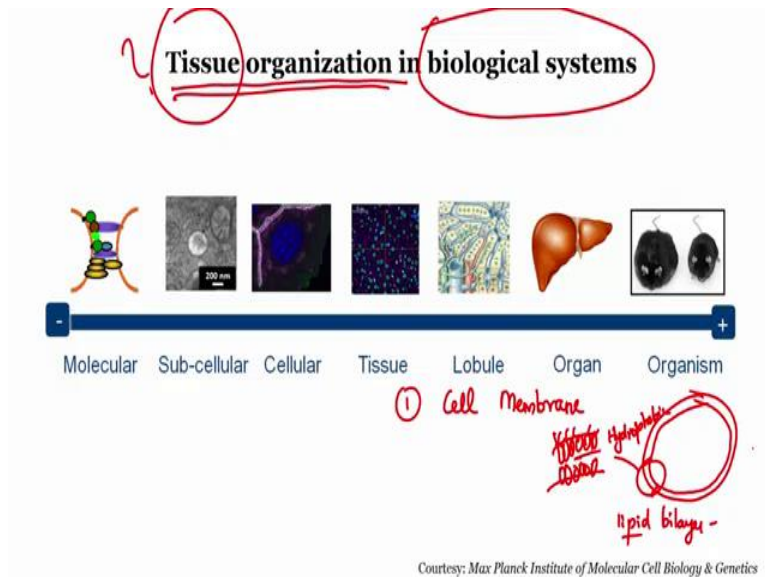 Tissue organization in biological systems
200 nm
- +
Molecular Sub-cellular Cellular Tissue Lobule Organ Organism
① Cell Membrane
Hydrophobic
lipid bilayer -
Courtesy: Max Planck Institute of Molecular Cell Biology & Genetics